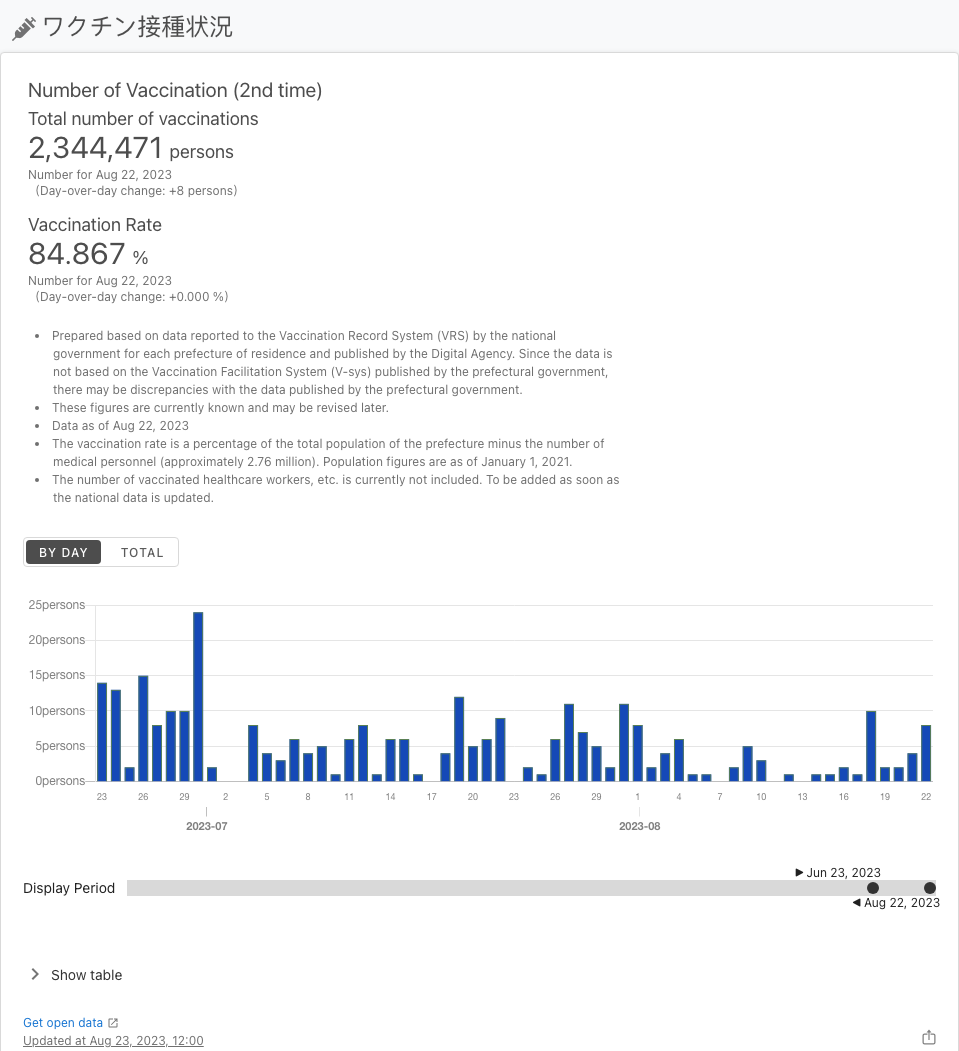 ワクチン接種状況
Number of Vaccination (2nd time)
Total number of vaccinations
2,344,471 persons
Number for Aug 22, 2023
(Day-over-day change: +8 persons)
Vaccination Rate
84.867 %
Number for Aug 22, 2023
(Day-over-day change: +0.000 %)
• Prepared based on data reported to the Vaccination Record System (VRS) by the national
government for each prefecture of residence and published by the Digital Agency. Since the data is
not based on the Vaccination Facilitation System (V-sys) published by the prefectural government,
there may be discrepancies with the data published by the prefectural government.
• These figures are currently known and may be revised later.
• Data as of Aug 22, 2023
• The vaccination rate is a percentage of the total population of the prefecture minus the number of
medical personnel (approximately 2.76 million). Population figures are as of January 1, 2021.
• The number of vaccinated healthcare workers, etc. is currently not included. To be added as soon as
the national data is updated.
BY DAY TOTAL
25persons
20persons
15persons
10persons
5persons
0persons
23 26 29 2 5 8 11 14 17 20 23 26 29 1 4 7 10 13 16 19 22
2023-07 2023-08
Jun 23, 2023
Display Period
Aug 22, 2023
Show table
Get open data
Updated at Aug 23, 2023, 12:00